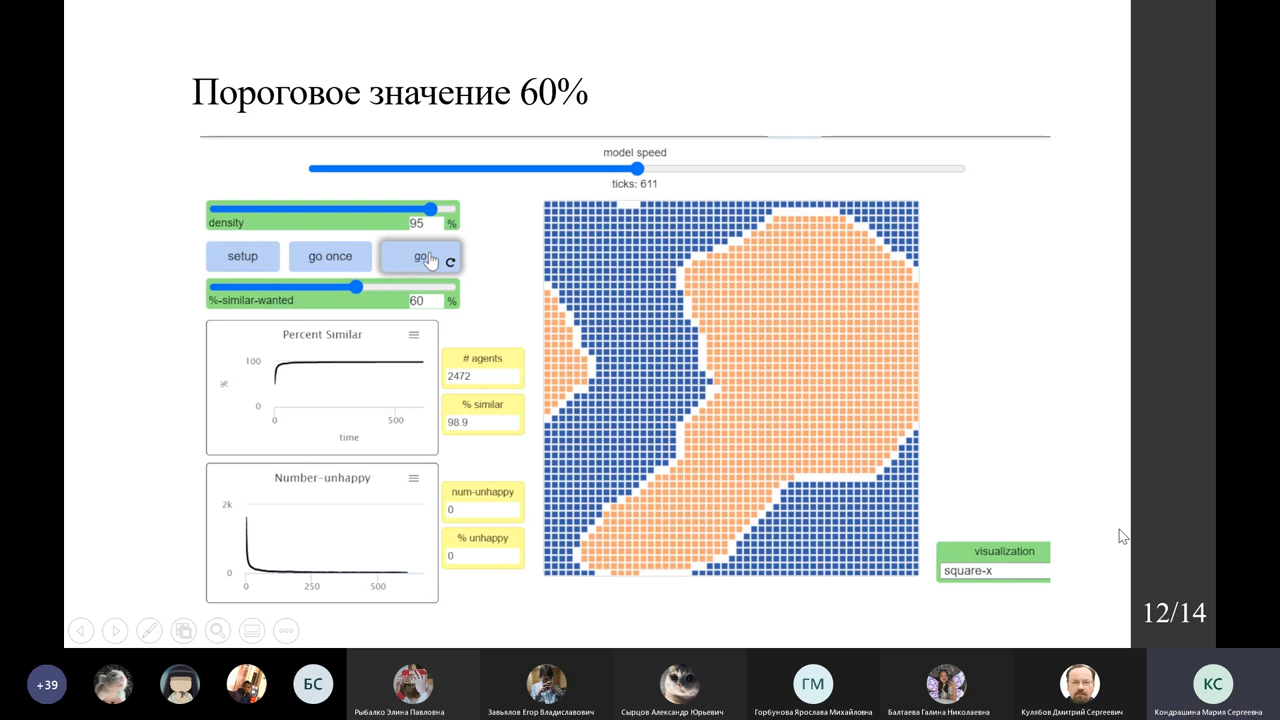 Пороговое значение 60%
model speed
ticks: 611
density 95 %
setup
go once
go
%-similar-wanted 60 %
Percent Similar
100
%
0
0 500
time
# agents
2472
% similar
98.9
Number-unhappy
2k
0
0 250 500
num-unhappy
0
% unhappy
0
visualization
square-x
12/14
+39
БС
ГМ
КС
Рыбалко Элина Павловна
Завьялов Егор Владиславович
Сырцов Александр Юрьевич
Горбунова Ярослава Михайловна
Балтаева Галина Николаевна
Кулябов Дмитрий Сергеевич
Кондрашина Мария Сергеевна